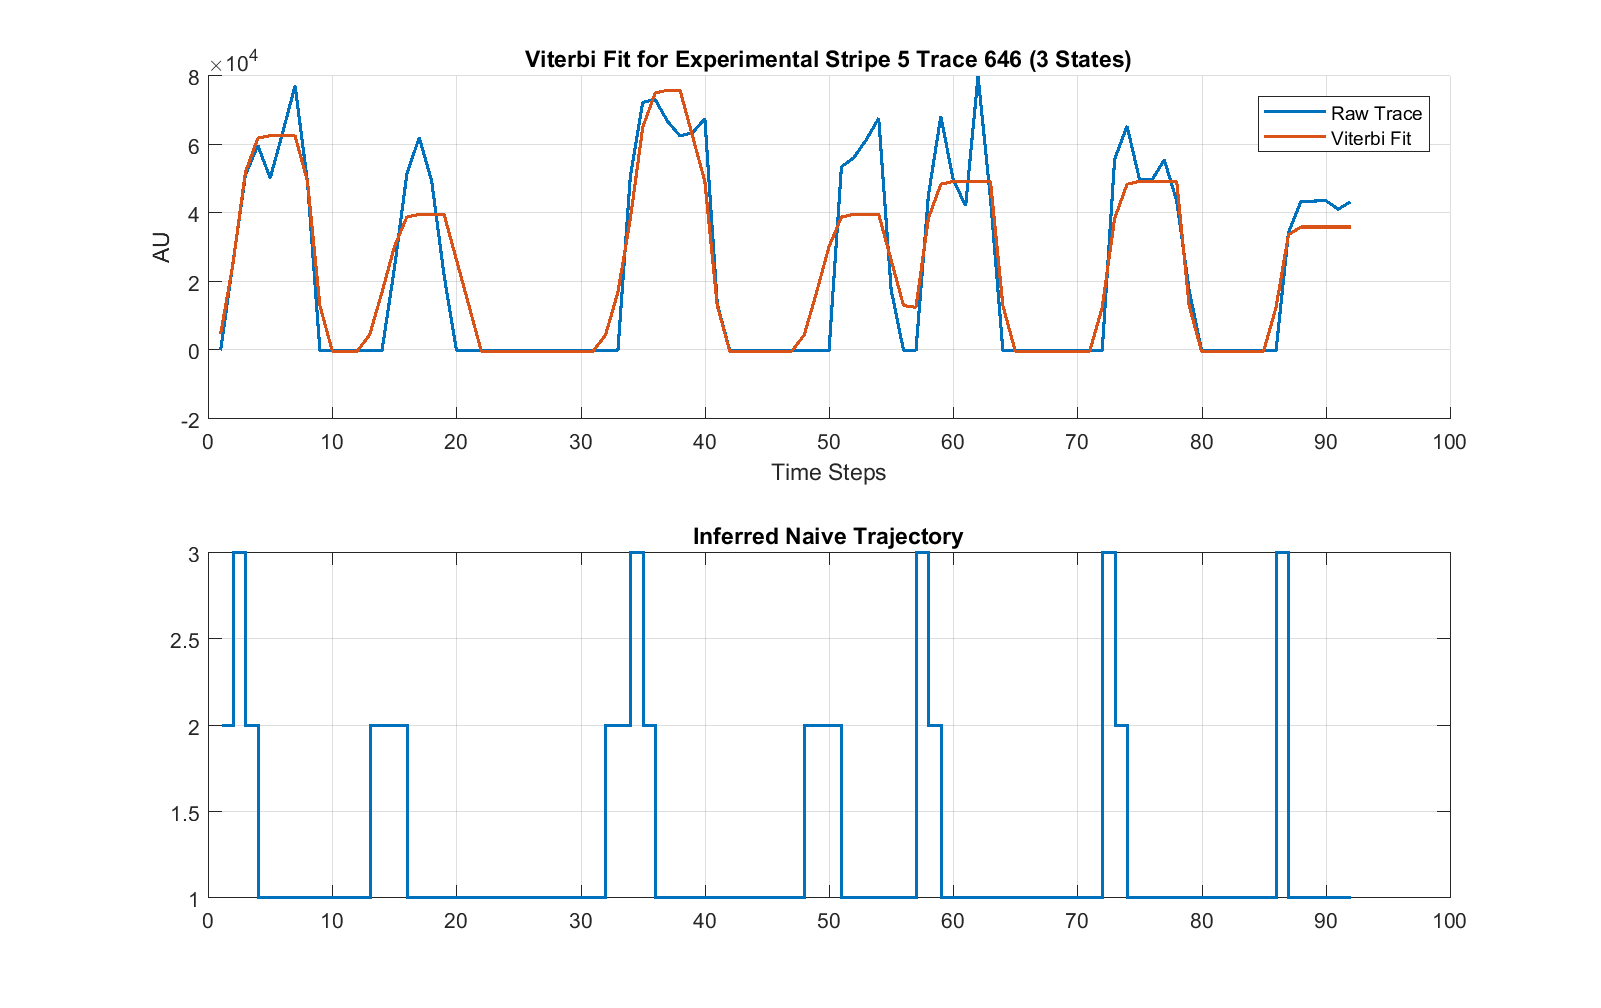 Viterbi Fit for Experimental Stripe 5 Trace 646 (3 States)
×10⁴
8
6
4
2
0
-2
AU
Raw Trace
Viterbi Fit
0 10 20 30 40 50 60 70 80 90 100
Time Steps
Inferred Naive Trajectory
3
2.5
2
1.5
1
0 10 20 30 40 50 60 70 80 90 100